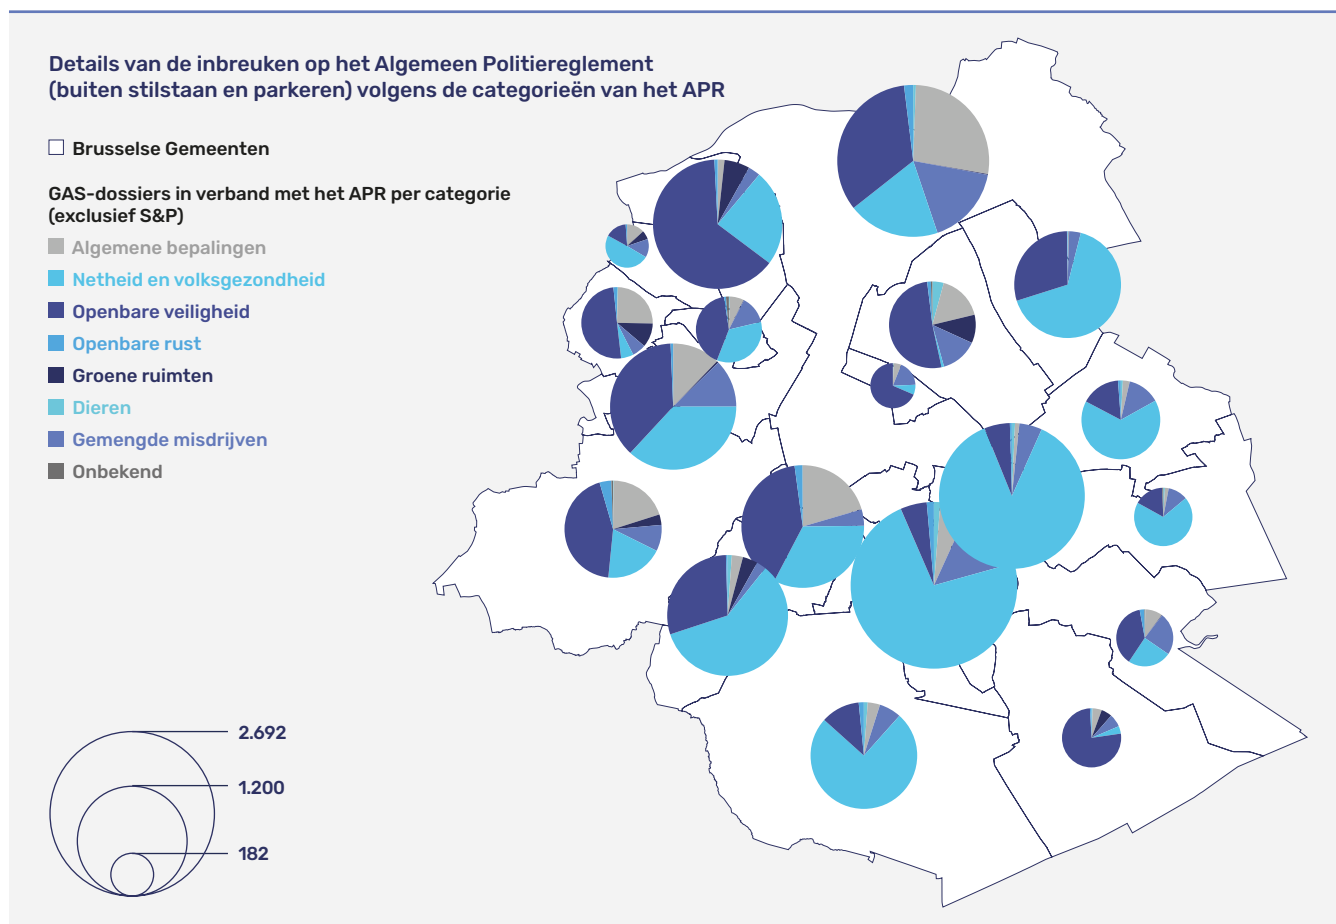 Details van de inbreuken op het Algemeen Politiereglement
(buiten stilstaan en parkeren) volgens de categorieën van het APR
Brusselse Gemeenten
GAS-dossiers in verband met het APR per categorie
(exclusief S&P)
Algemene bepalingen
Netheid en volksgezondheid
Openbare veiligheid
Openbare rust
Groene ruimten
Dieren
Gemengde misdrijven
Onbekend
2.692
1.200
182